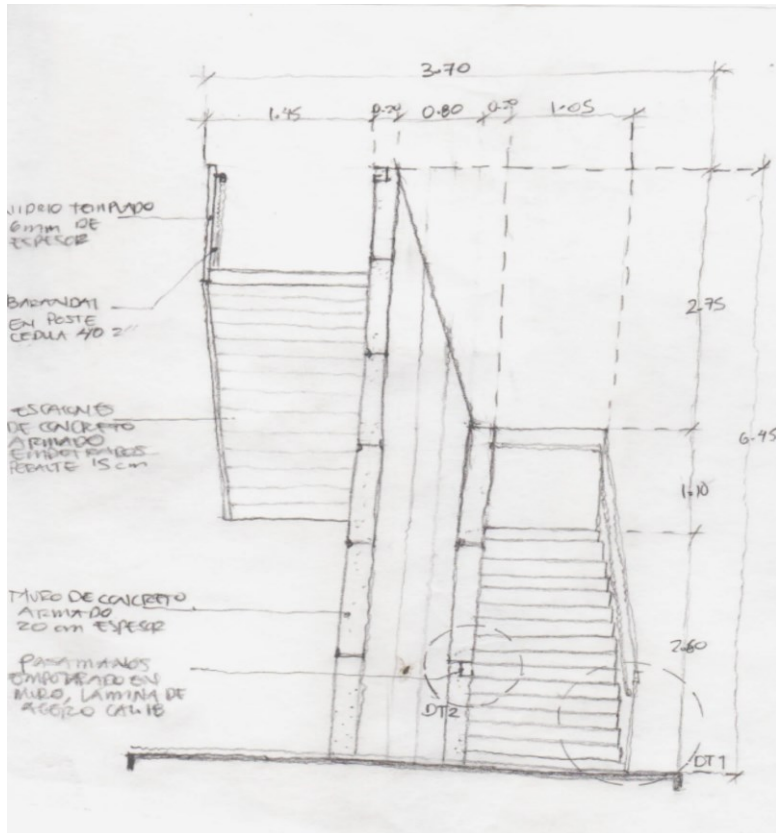 3.70
1.45 0.20 0.80 0.20 1.05
VIDRIO TEMPLADO
6mm DE
ESPESOR
BARANDAL
EN POSTE
CEDULA 40 2"
2.75
ESCALONES
DE CONCRETO
ARMADO
EMPOTRADOS
PERALTE 15 cm
6.45
1.10
MURO DE CONCRETO
ARMADO
20 cm ESPESOR
PASAMANOS
EMPOTRADO EN
MURO, LAMINA DE
ACERO CAL 18
2.60
DT2
DT1